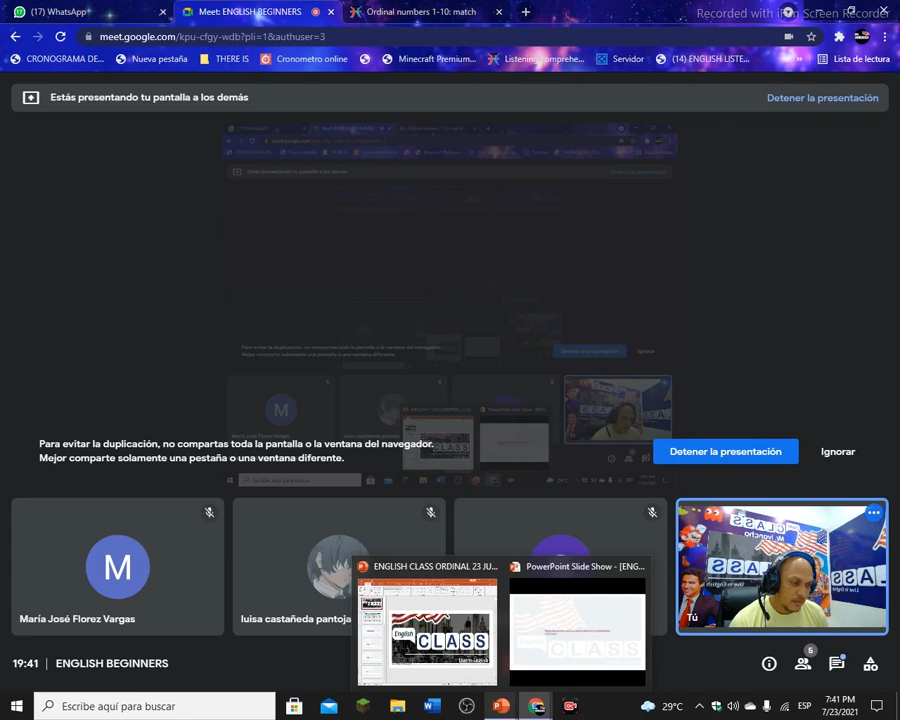 (17) WhatsApp
Meet: ENGLISH BEGINNERS
Ordinal numbers 1-10: match
Recorded with iFun Screen Recorder
meet.google.com/kpu-cfgy-wdb?pli=1&authuser=3
CRONOGRAMA DE...
Nueva pestaña
THERE IS
Cronometro online
Minecraft Premium...
Listening comprehe...
Servidor
(14) ENGLISH LISTE...
»
Lista de lectura
Estás presentando tu pantalla a los demás
Detener la presentación
Para evitar la duplicación, no compartas toda la pantalla o la ventana del navegador.
Mejor comparte solamente una pestaña o una ventana diferente.
Detener la presentación
Ignorar
M
María José Florez Vargas
luisa castañeda pantoja
Tú
ENGLISH CLASS ORDINAL 23 JU...
PowerPoint Slide Show - [ENG...
English
CLASS
19:41 | ENGLISH BEGINNERS
6
Escribe aquí para buscar
29°C
ESP
7:41 PM
7/23/2021